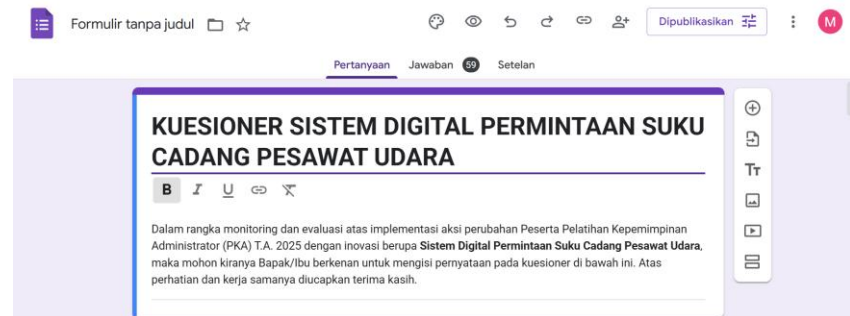 Formulir tanpa judul
Dipublikasikan
M
Pertanyaan Jawaban 59 Setelan
KUESIONER SISTEM DIGITAL PERMINTAAN SUKU
CADANG PESAWAT UDARA
B I U
Tт
Dalam rangka monitoring dan evaluasi atas implementasi aksi perubahan Peserta Pelatihan Kepemimpinan
Administrator (PKA) T.A. 2025 dengan inovasi berupa Sistem Digital Permintaan Suku Cadang Pesawat Udara,
maka mohon kiranya Bapak/Ibu berkenan untuk mengisi pernyataan pada kuesioner di bawah ini. Atas
perhatian dan kerja samanya diucapkan terima kasih.